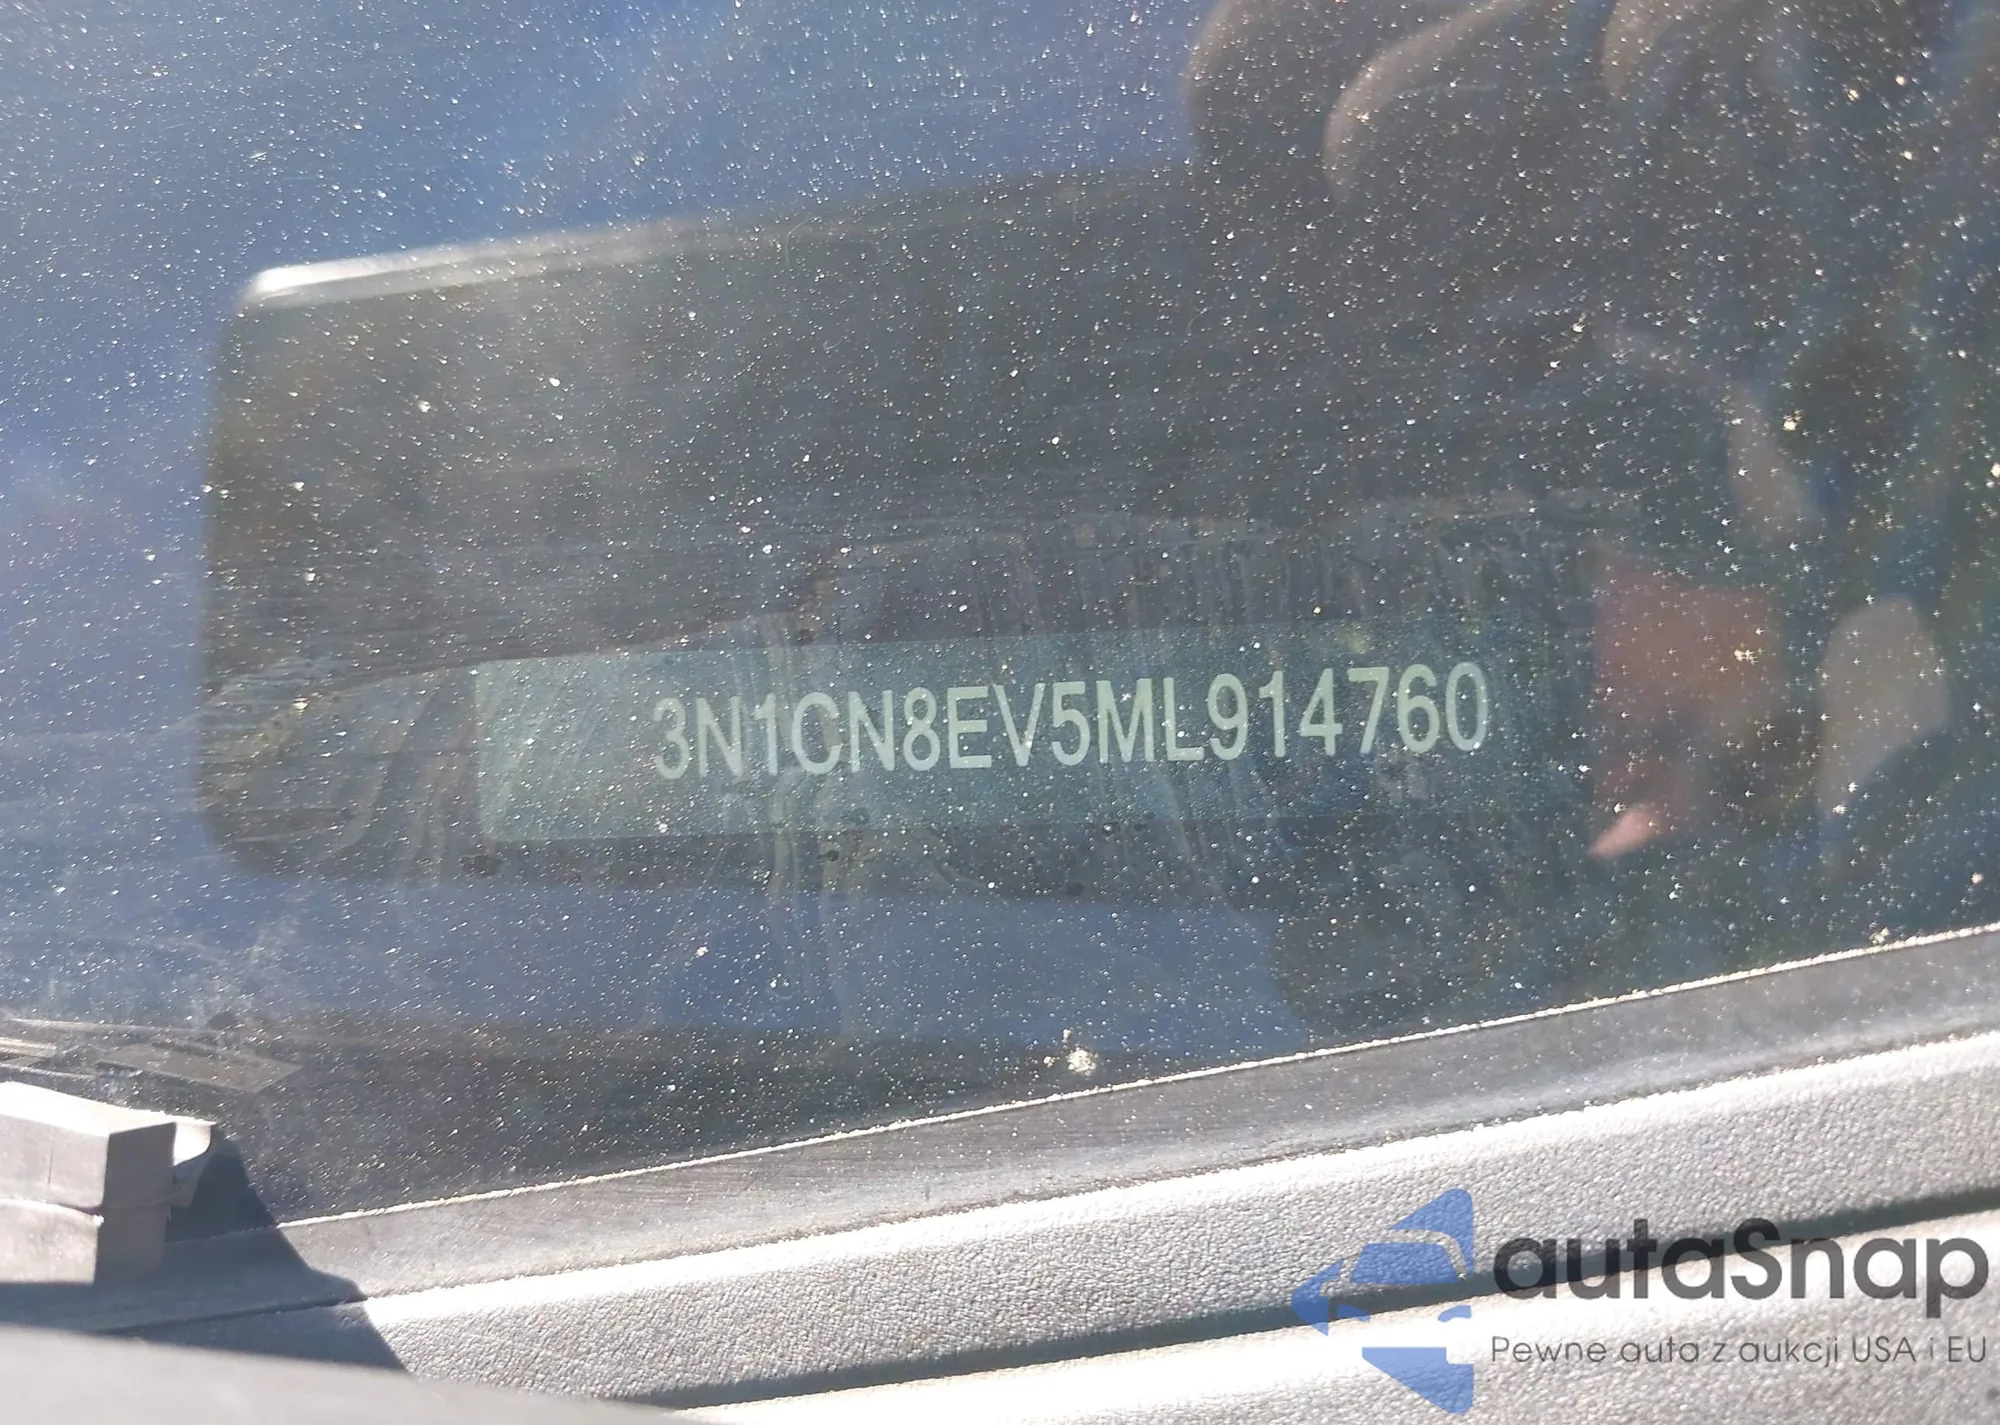 3N1CN8EV5ML914760
autaSnap
Pewne auta z aukcji USA i EU